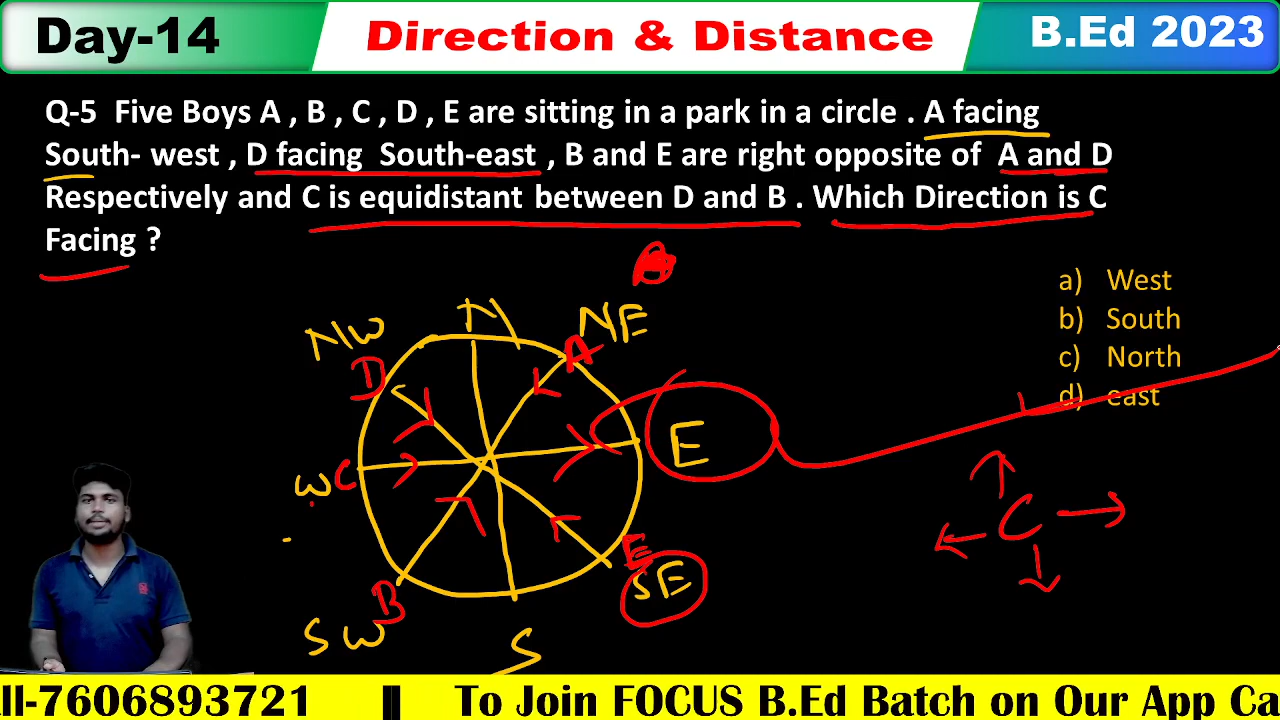 Day-14
Direction & Distance
B.Ed 2023
Q-5 Five Boys A , B , C , D , E are sitting in a park in a circle . A facing
South- west , D facing South-east , B and E are right opposite of A and D
Respectively and C is equidistant between D and B . Which Direction is C
Facing ?
a) West
b) South
c) North
d) east
NW
N
NE
D
A
W
C
E
C
E
SE
B
SW
S
ll-7606893721 || To Join FOCUS B.Ed Batch on Our App Ca